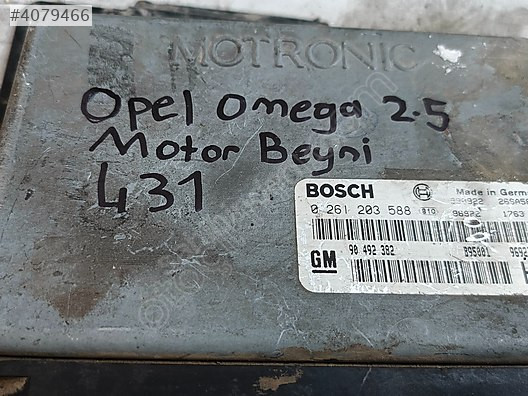 #4079466
MOTRONIC
Opel Omega 2.5
Motor Beyni
431
BOSCH Made in Germ
0 261 203 588
GM 90 492 382